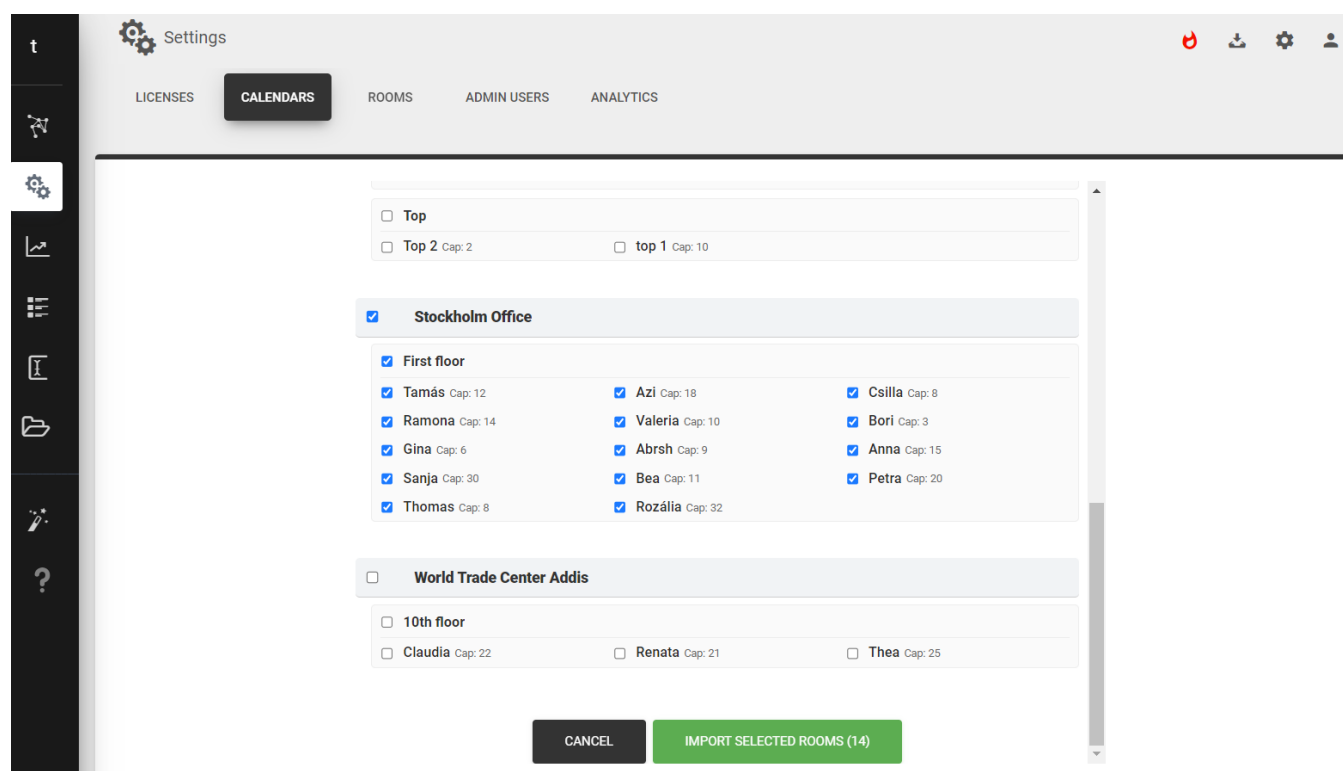 t
Settings
LICENSES CALENDARS ROOMS ADMIN USERS ANALYTICS
Top
Top 2 Cap: 2 top 1 Cap: 10
Stockholm Office
First floor
Tamás Cap: 12 Azi Cap: 18 Csilla Cap: 8
Ramona Cap: 14 Valeria Cap: 10 Bori Cap: 3
Gina Cap: 6 Abrsh Cap: 9 Anna Cap: 15
Sanja Cap: 30 Bea Cap: 11 Petra Cap: 20
Thomas Cap: 8 Rozália Cap: 32
World Trade Center Addis
10th floor
Claudia Cap: 22 Renata Cap: 21 Thea Cap: 25
CANCEL IMPORT SELECTED ROOMS (14)
?